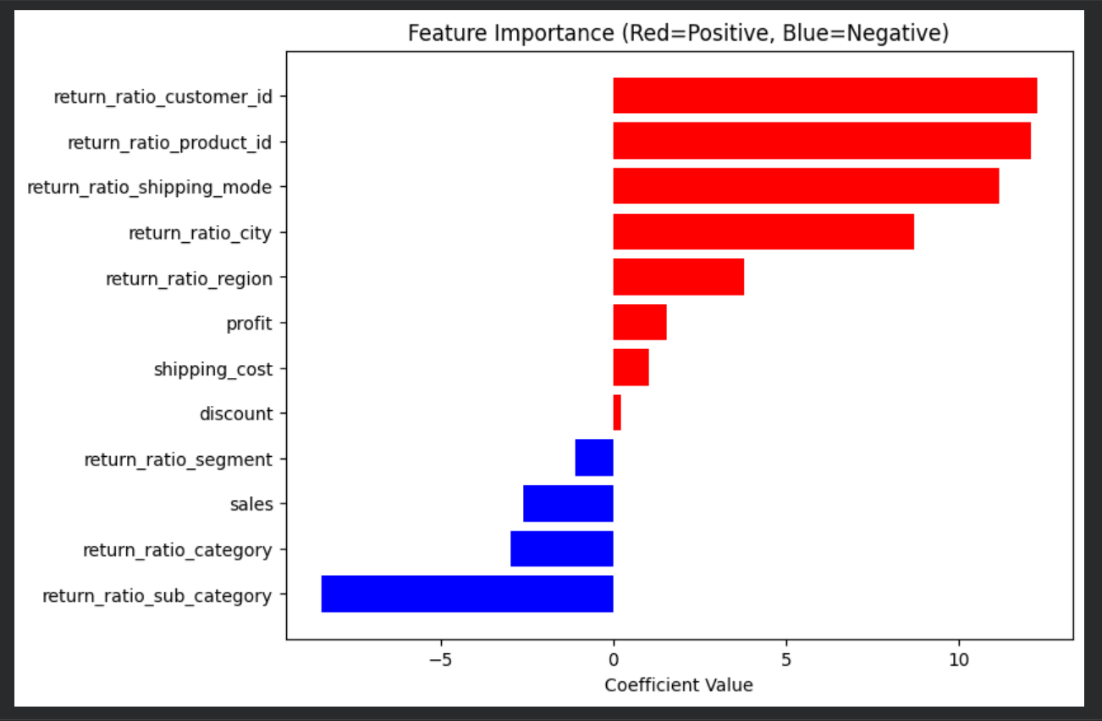 Feature Importance (Red=Positive, Blue=Negative)
return_ratio_customer_id
return_ratio_product_id
return_ratio_shipping_mode
return_ratio_city
return_ratio_region
profit
shipping_cost
discount
return_ratio_segment
sales
return_ratio_category
return_ratio_sub_category
−5 0 5 10
Coefficient Value